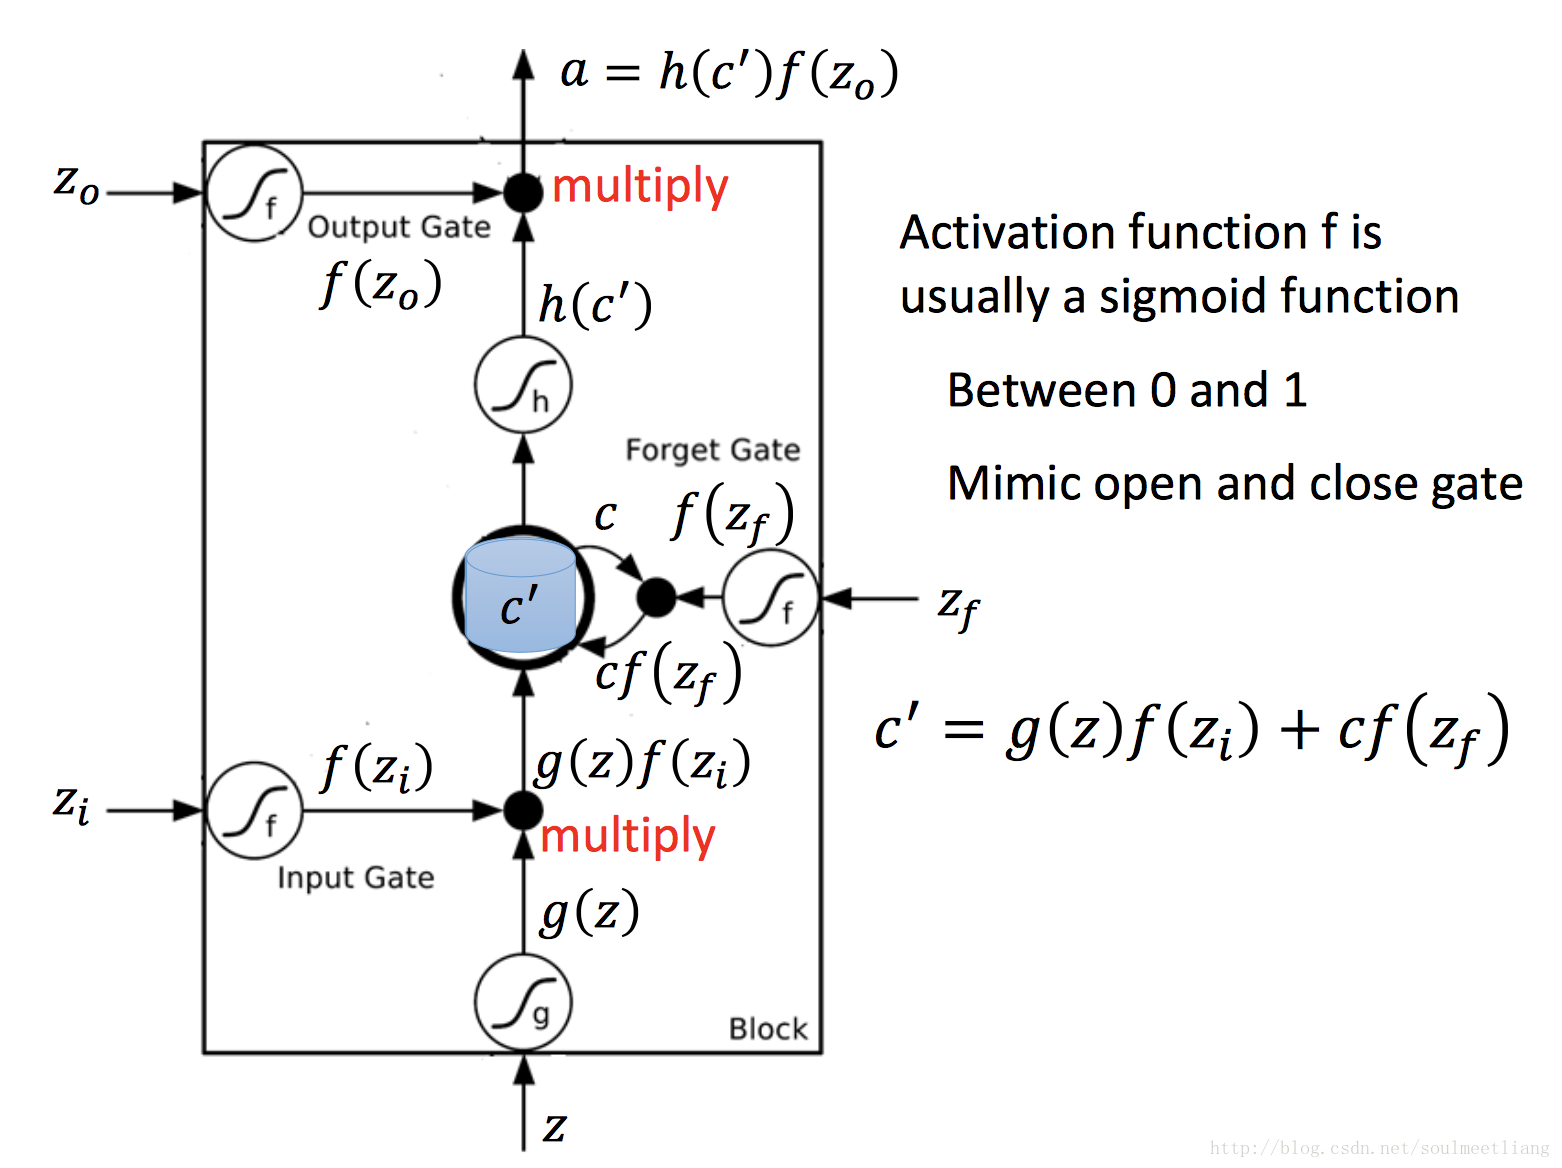 a = h(c′)f(z_o)
z_o
f
multiply
Output Gate
f(z_o)
h(c′)
h
Activation function f is
usually a sigmoid function
Between 0 and 1
Mimic open and close gate
Forget Gate
c
f(z_f)
c′
f
z_f
cf(z_f)
c′ = g(z)f(z_i) + cf(z_f)
z_i
f
f(z_i)
g(z)f(z_i)
multiply
Input Gate
g(z)
g
Block
z
http://blog.csdn.net/soulmeetliang